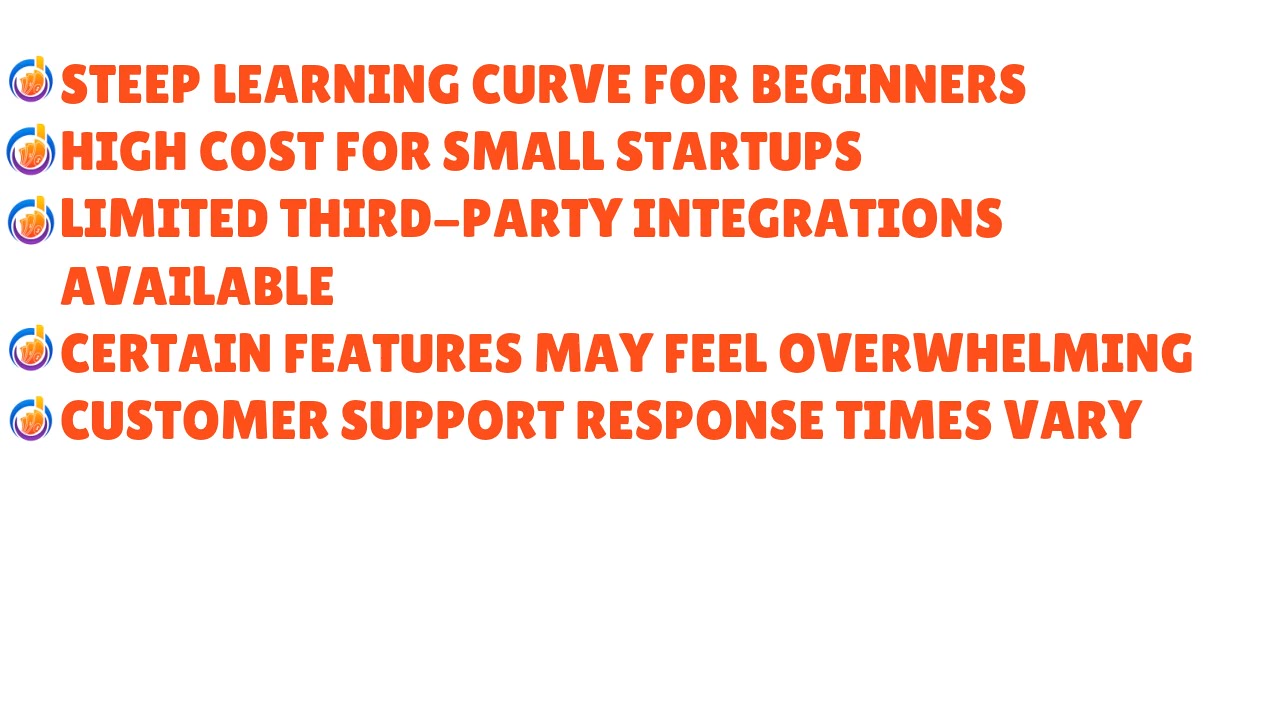 STEEP LEARNING CURVE FOR BEGINNERS
HIGH COST FOR SMALL STARTUPS
LIMITED THIRD-PARTY INTEGRATIONS
AVAILABLE
CERTAIN FEATURES MAY FEEL OVERWHELMING
CUSTOMER SUPPORT RESPONSE TIMES VARY